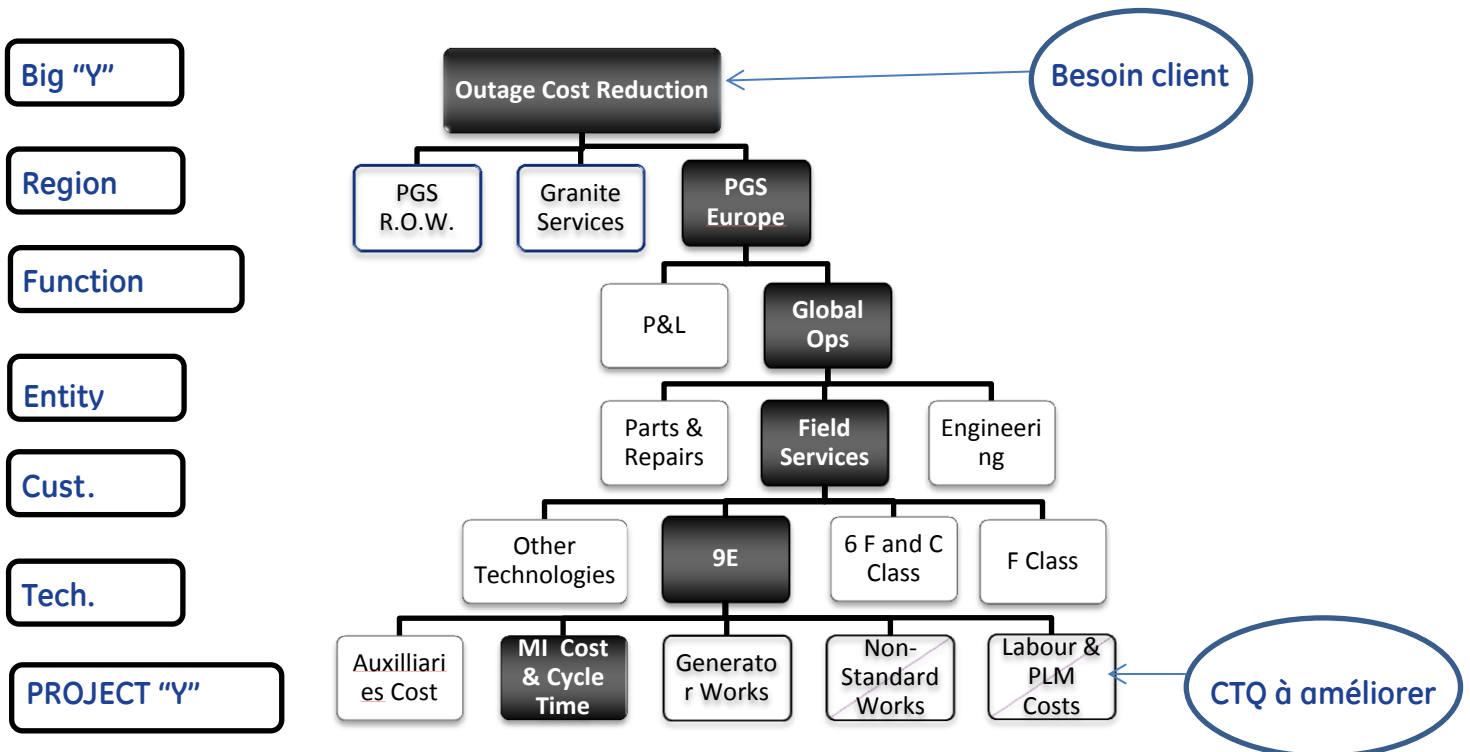 Big “Y”
Outage Cost Reduction
Besoin client
Region
PGS
R.O.W.
Granite
Services
PGS
Europe
Function
P&L
Global
Ops
Entity
Parts &
Repairs
Field
Services
Engineeri
ng
Cust.
Other
Technologies
9E
6 F and C
Class
F Class
Tech.
PROJECT “Y”
Auxilliari
es Cost
MI Cost
& Cycle
Time
Generato
r Works
Non-
Standard
Works
Labour &
PLM
Costs
CTQ à améliorer